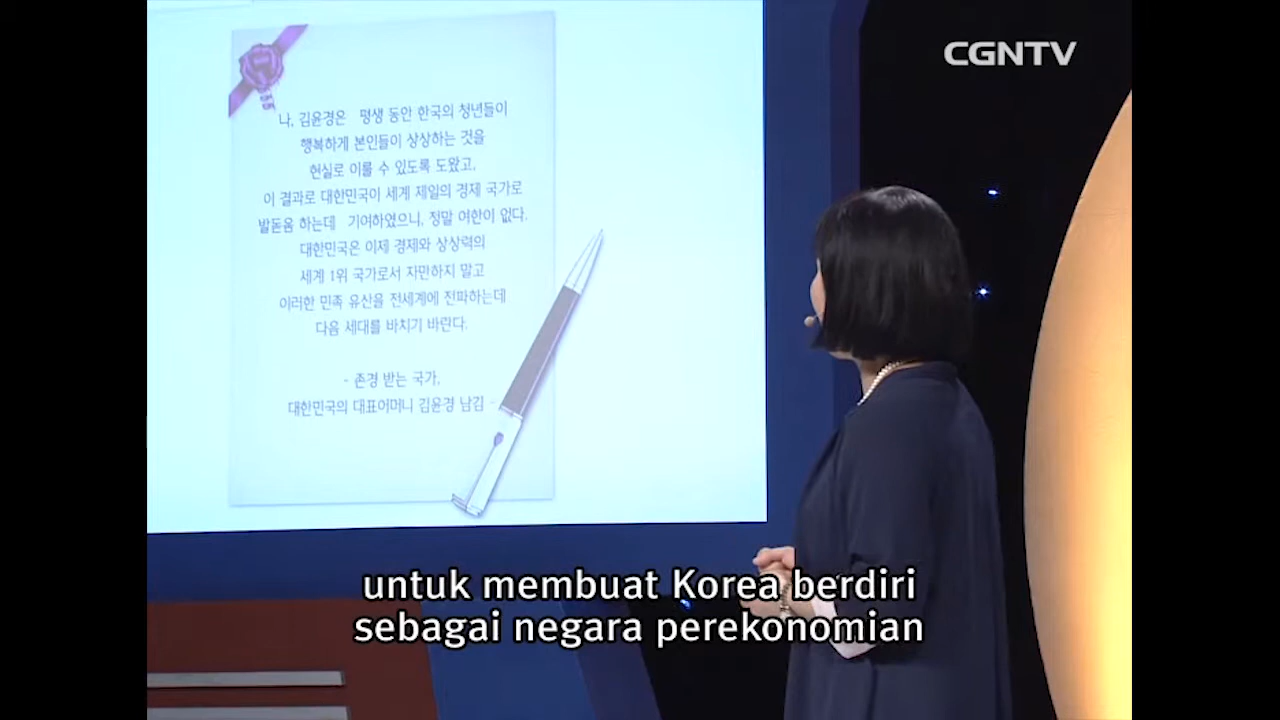 CGNTV
나, 김윤경은 평생 동안 한국의 청년들이
행복하게 본인들이 상상하는 것을
현실로 이룰 수 있도록 도왔고,
이 결과로 대한민국이 세계 제일의 경제 국가로
발돋움 하는데 기여하였으니, 정말 여한이 없다.
대한민국은 이제 경제와 상상력의
세계 1위 국가로서 자만하지 말고
이러한 민족 유산을 전세계에 전파하는데
다음 세대를 바치기 바란다.
- 존경 받는 국가,
대한민국의 대표어머니 김윤경 남김 -
untuk membuat Korea berdiri
sebagai negara perekonomian